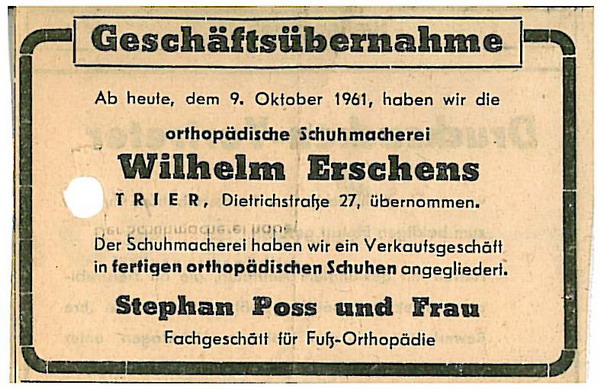 Geschäftsübernahme
Ab heute, dem 9. Oktober 1961, haben wir die
orthopädische Schuhmacherei
Wilhelm Erschens
TRIER, Dietrichstraße 27, übernommen.
Der Schuhmacherei haben wir ein Verkaufsgeschäft
in fertigen orthopädischen Schuhen angegliedert.
Stephan Poss und Frau
Fachgeschäft für Fuß-Orthopädie